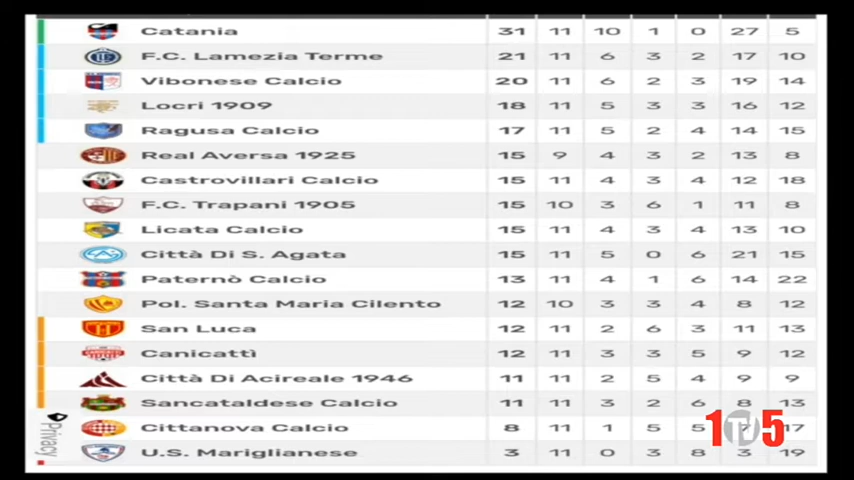 Catania 31 11 10 1 0 27 5
F.C. Lamezia Terme 21 11 6 3 2 17 10
Vibonese Calcio 20 11 6 2 3 19 14
Locri 1909 18 11 5 3 3 16 12
Ragusa Calcio 17 11 5 2 4 14 15
Real Aversa 1925 15 9 4 3 2 13 8
Castrovillari Calcio 15 11 4 3 4 12 18
F.C. Trapani 1905 15 10 3 6 1 11 8
Licata Calcio 15 11 4 3 4 13 10
Città Di S. Agata 15 11 5 0 6 21 15
Paternò Calcio 13 11 4 1 6 14 22
Pol. Santa Maria Cilento 12 10 3 3 4 8 12
San Luca 12 11 2 6 3 11 13
Canicattì 12 11 3 3 5 9 12
Città Di Acireale 1946 11 11 2 5 4 9 9
Sancataldese Calcio 11 11 3 2 6 8 13
Cittanova Calcio 8 11 1 5 5 7 17
U.S. Mariglianese 3 11 0 3 8 3 19
Privacy
1TV5